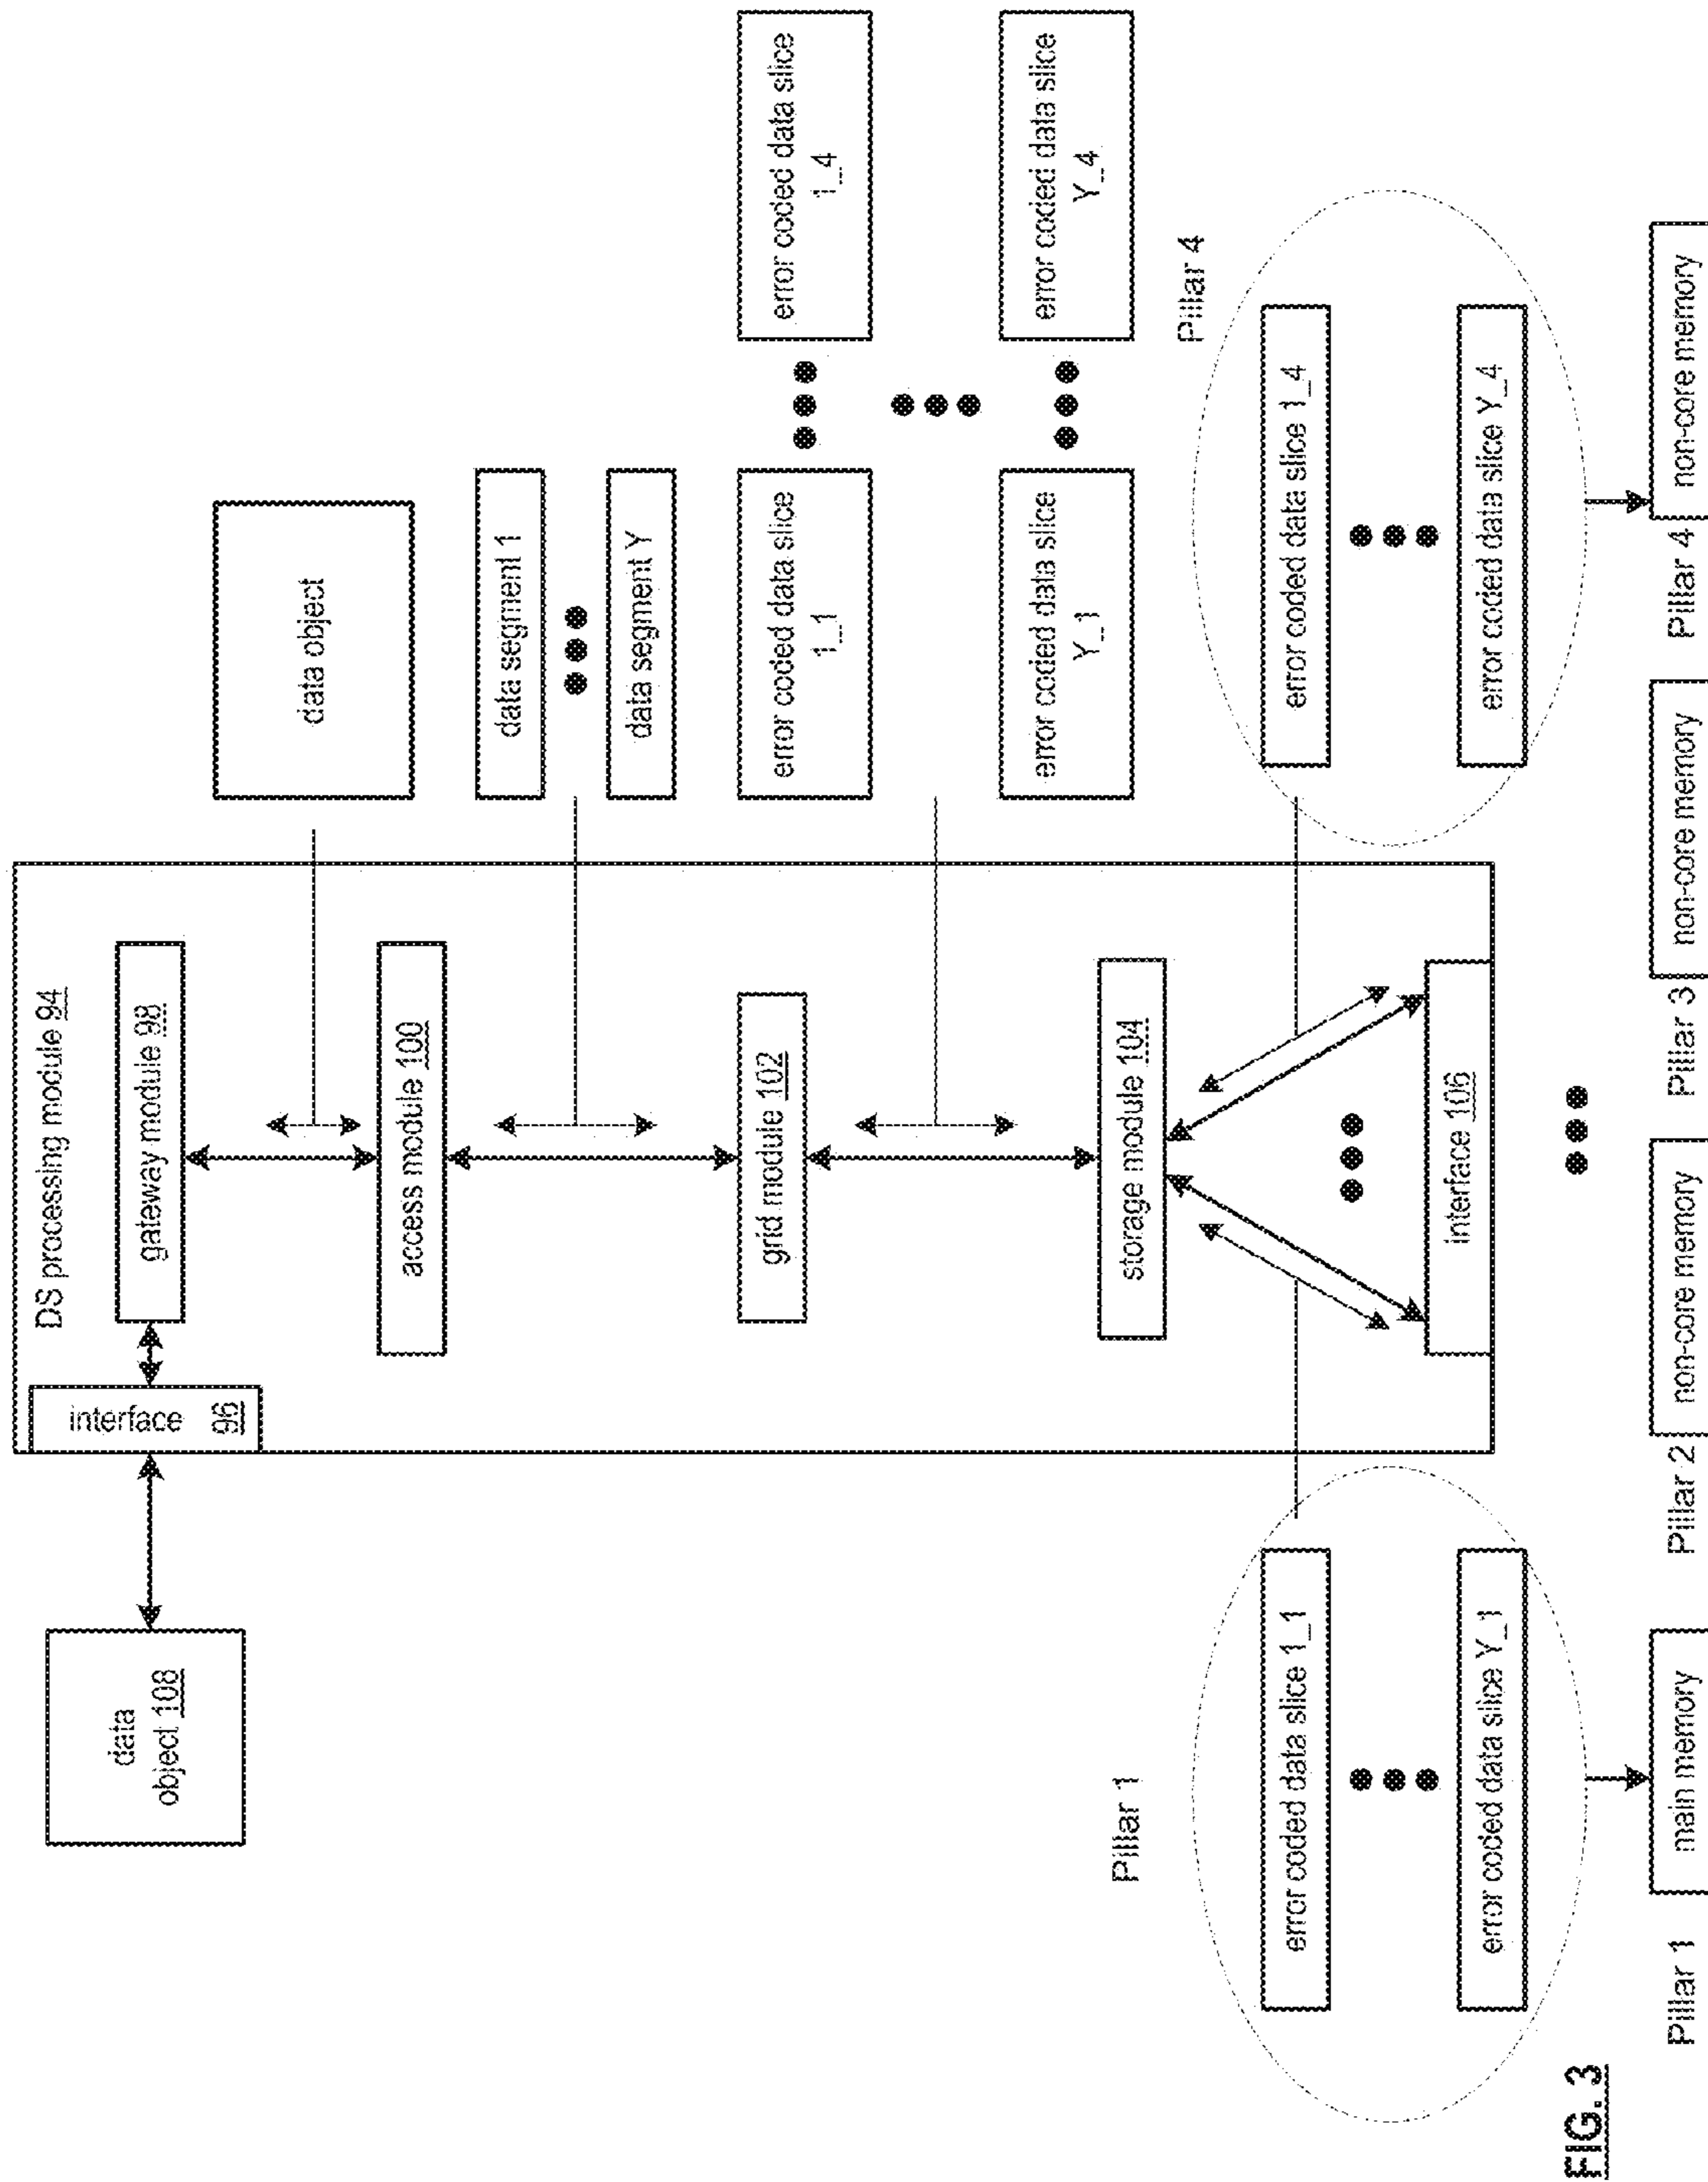 data
object 108
interface 96
DS processing module 94
gateway module 98
access module 100
grid module 102
storage module 104
interface 106
data object
data segment 1
data segment Y
error coded data slice
1_1
error coded data slice
1_4
error coded data slice
Y_1
error coded data slice
Y_4
Pillar 1
error coded data slice 1_1
error coded data slice Y_1
Pillar 4
error coded data slice 1_4
error coded data slice Y_4
Pillar 1
main memory
Pillar 2
non-core memory
Pillar 3
non-core memory
Pillar 4
non-core memory
FIG. 3